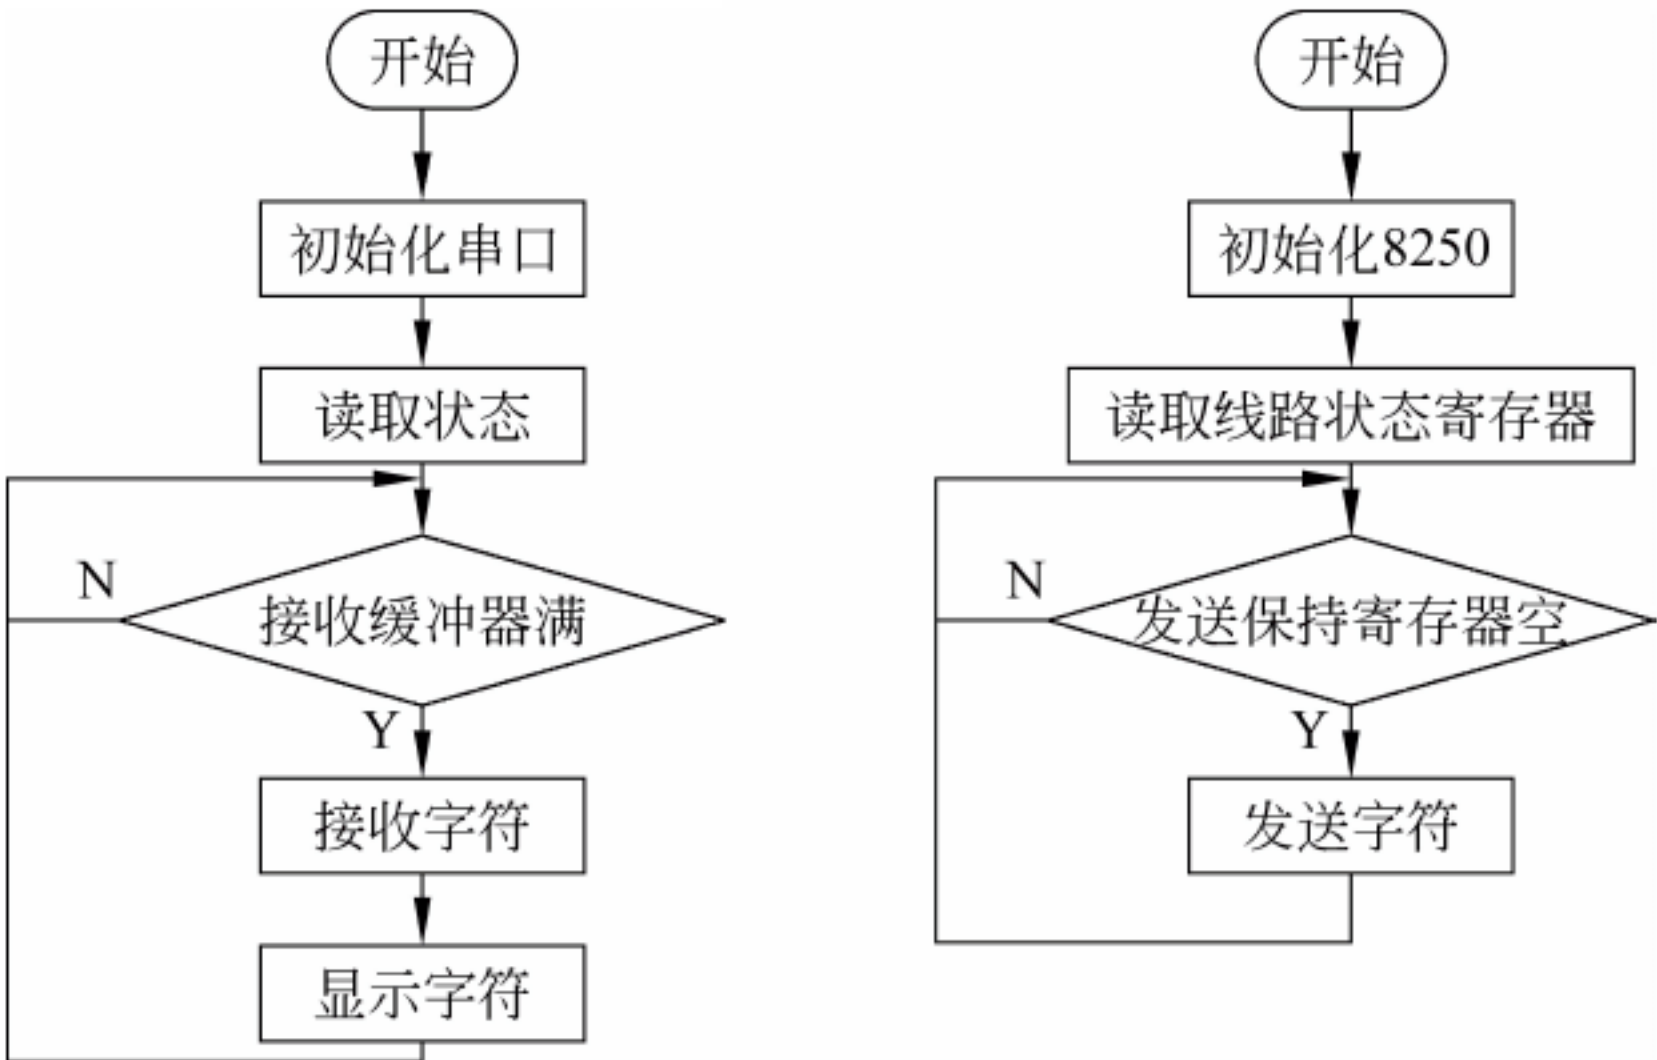 开始
初始化串口
读取状态
N
接收缓冲器满
Y
接收字符
显示字符
开始
初始化8250
读取线路状态寄存器
N
发送保持寄存器空
Y
发送字符